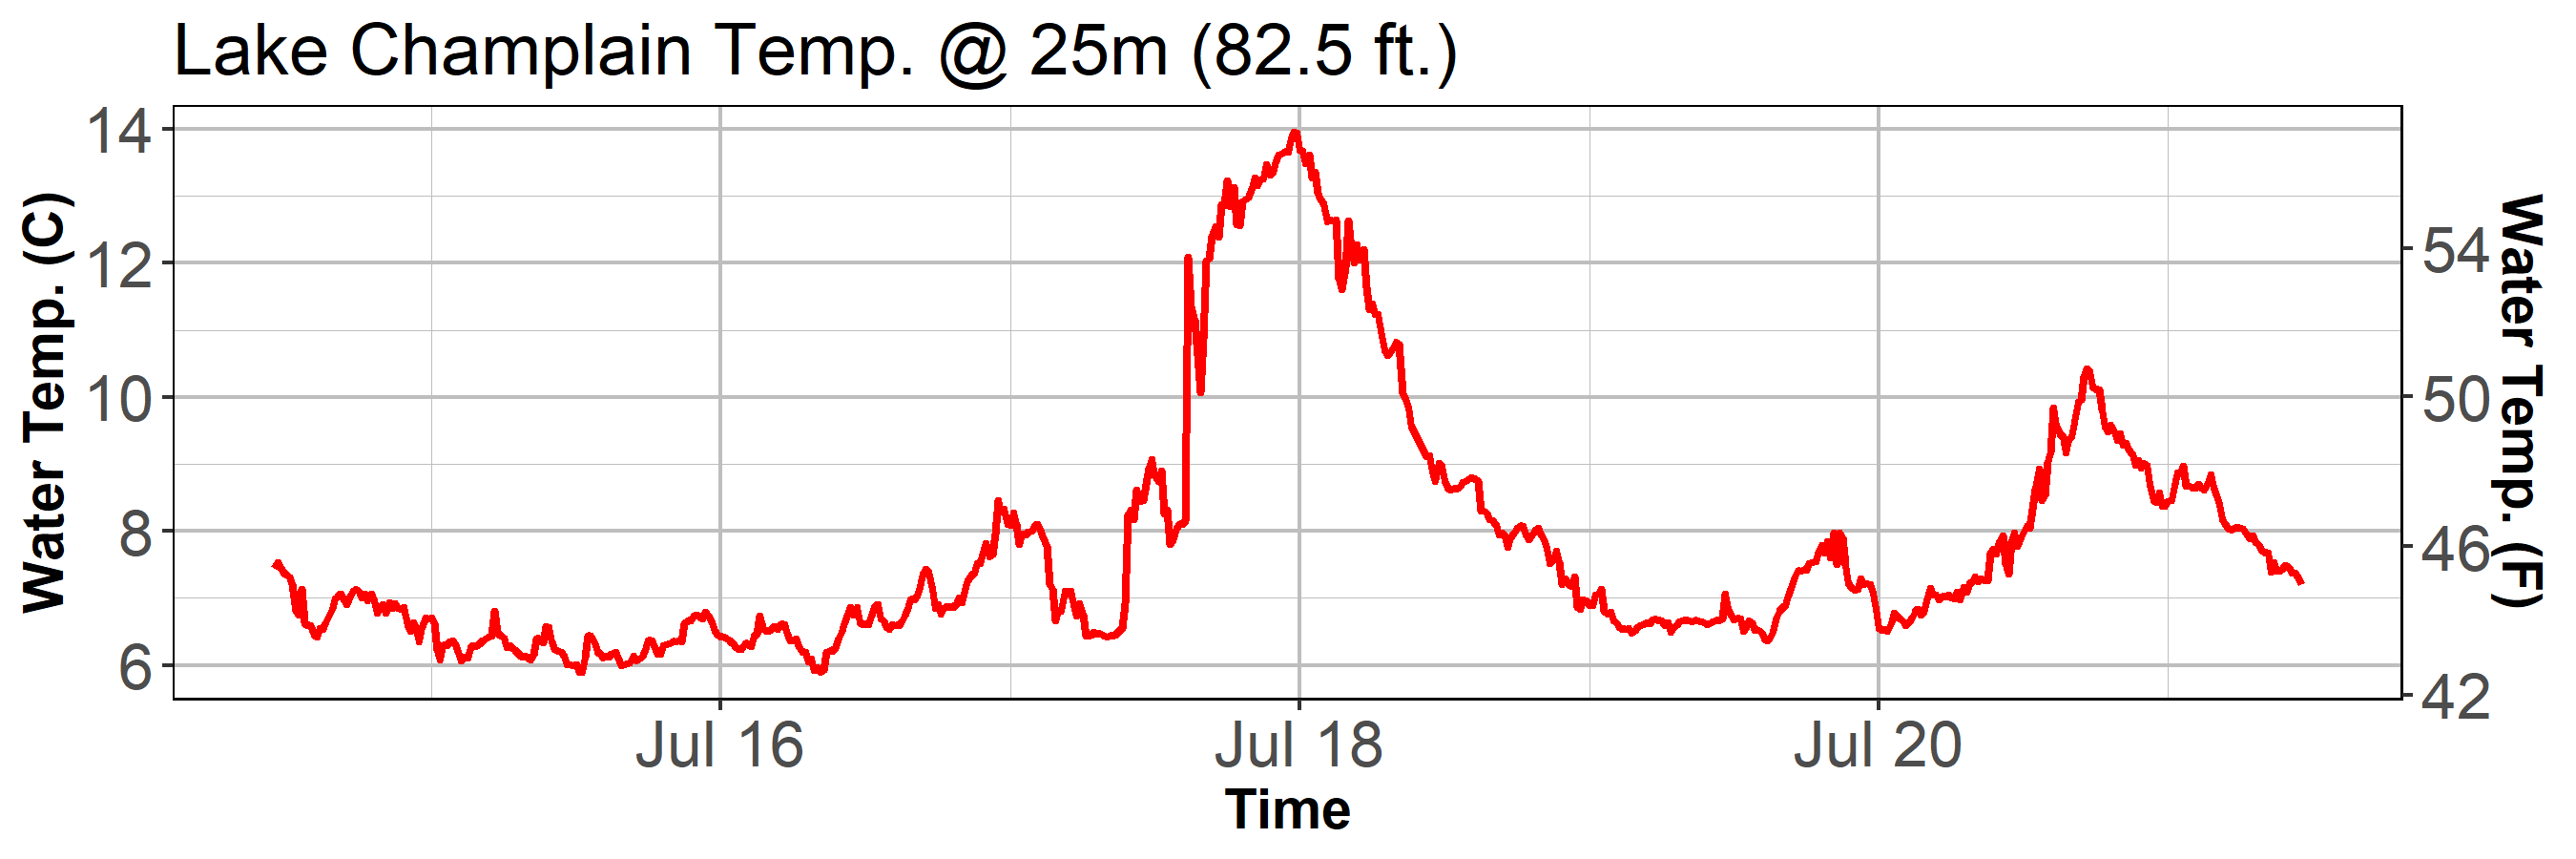 Lake Champlain Temp. @ 25m (82.5 ft.)
Water Temp. (C)
14
12
10
8
6
54
50
46
42
Water Temp. (F)
Jul 16
Jul 18
Jul 20
Time